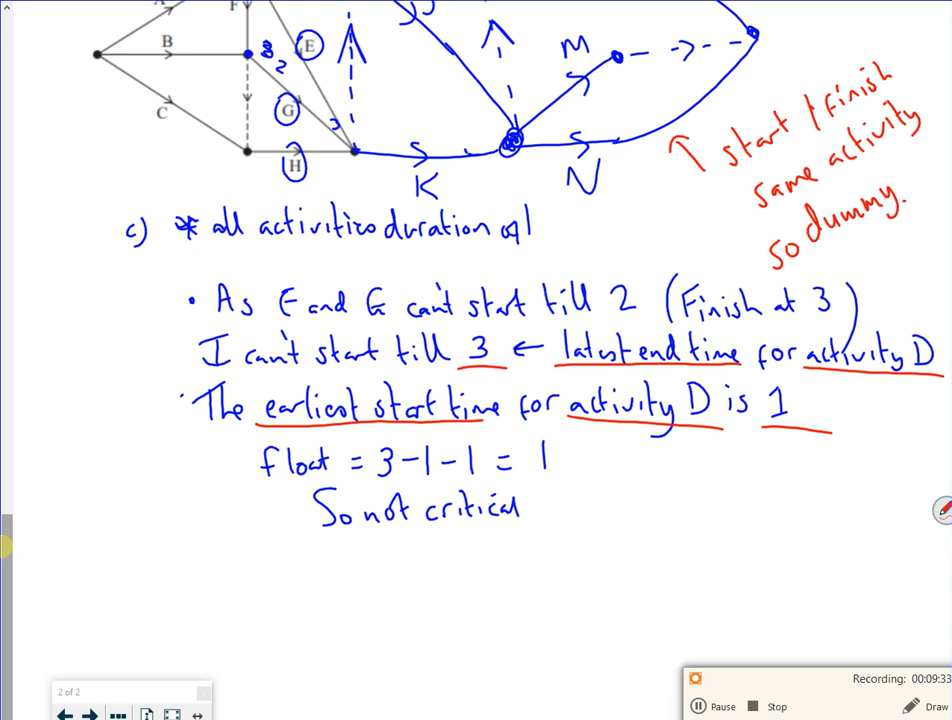 F
E
B
3
2
M
G
3
C
H
K
N
↑ start / finish
same activity
so dummy.
c) * all activities duration of 1
• As E and G can't start till 2 (Finish at 3)
I can't start till 3 ← latest end time for activity D
• The earliest start time for activity D is 1
float = 3 - 1 - 1 = 1
So not critical
2 of 2
Recording: 00:09:33
Pause
Stop
Draw